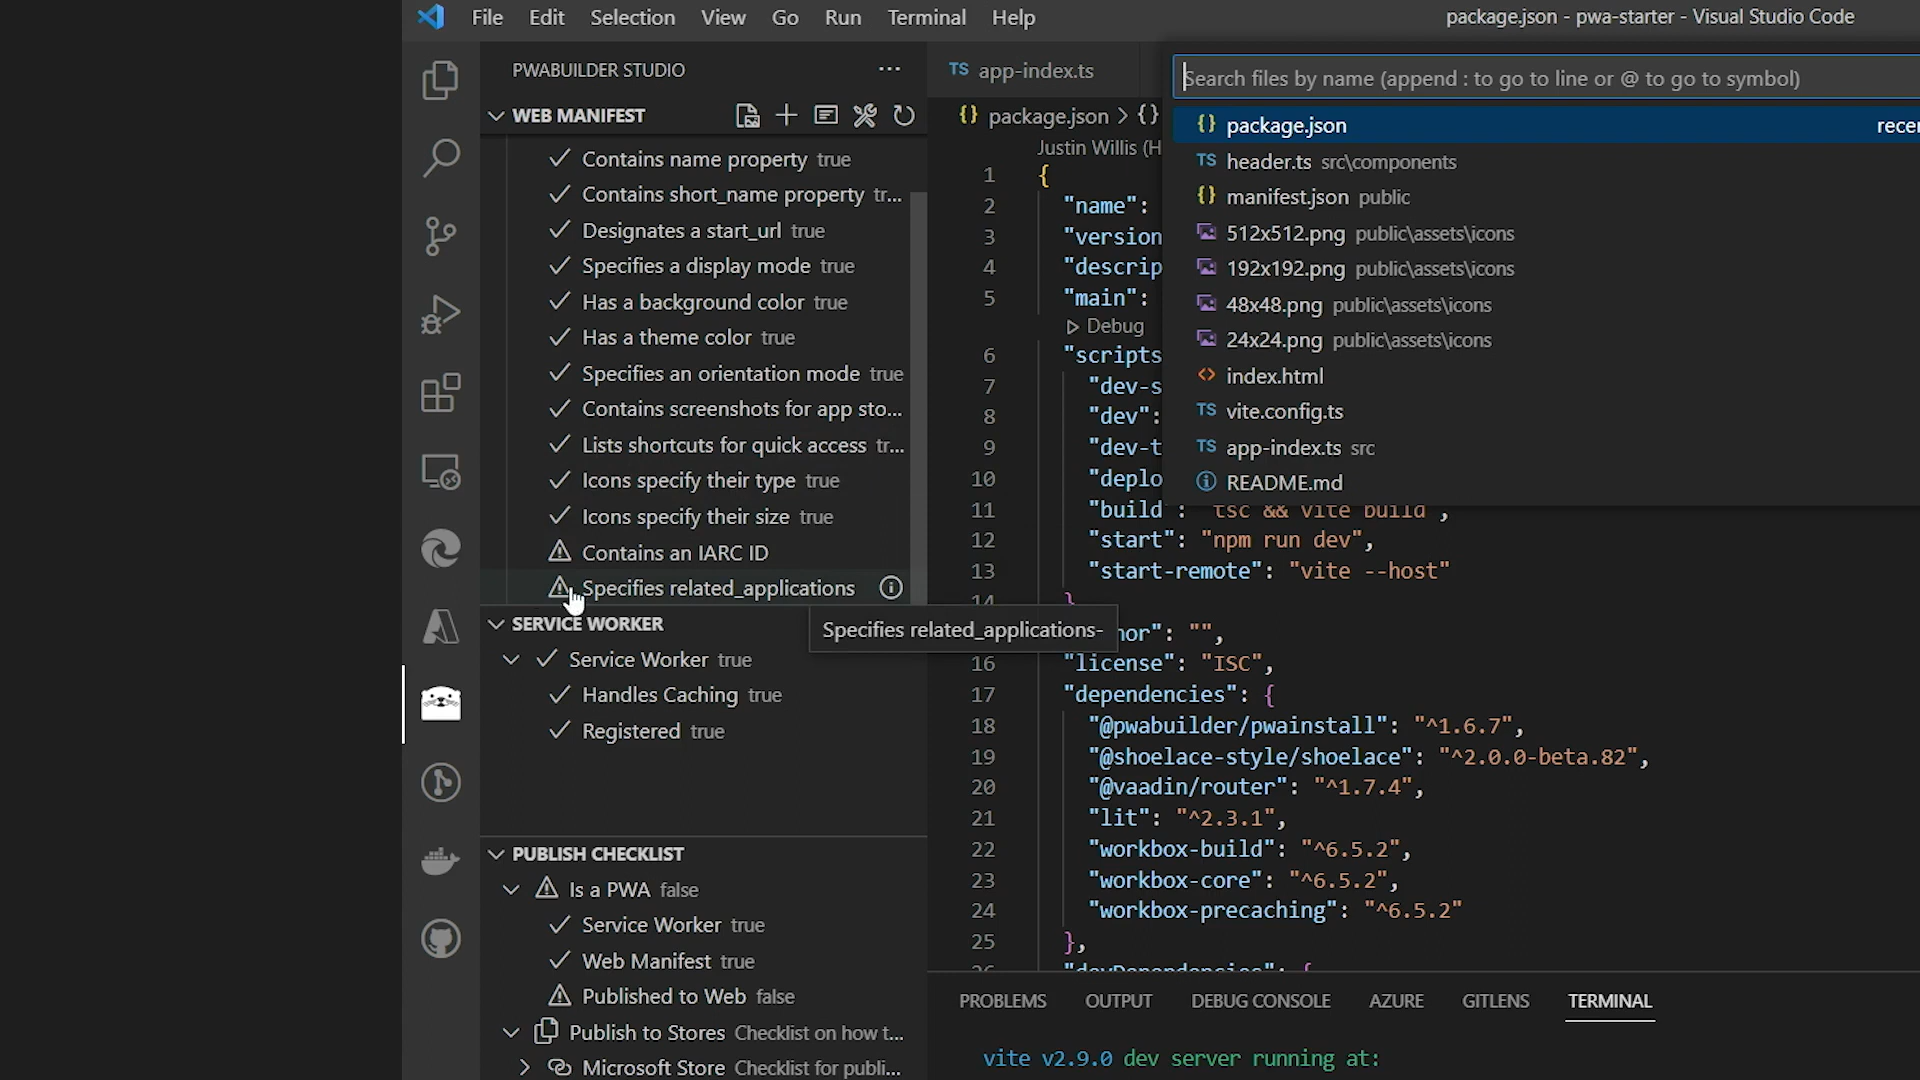 File Edit Selection View Go Run Terminal Help
package.json - pwa-starter - Visual Studio Code
PWABUILDER STUDIO
WEB MANIFEST
Contains name property true
Contains short_name property tr...
Designates a start_url true
Specifies a display mode true
Has a background color true
Has a theme color true
Specifies an orientation mode true
Contains screenshots for app sto...
Lists shortcuts for quick access tr...
Icons specify their type true
Icons specify their size true
Contains an IARC ID
Specifies related_applications
SERVICE WORKER
Service Worker true
Handles Caching true
Registered true
PUBLISH CHECKLIST
Is a PWA false
Service Worker true
Web Manifest true
Published to Web false
Publish to Stores Checklist on how t...
Microsoft Store Checklist for publi...
Specifies related_applications-
TS app-index.ts
{} package.json > {}
Justin Willis (H
1 {
2 "name":
3 "version
4 "descrip
5 "main":
Debug
6 "scripts
7 "dev-s
8 "dev":
9 "dev-t
10 "deplo
11 "build": "tsc && vite build",
12 "start": "npm run dev",
13 "start-remote": "vite --host"
14 }
hor": "",
16 "license": "ISC",
17 "dependencies": {
18 "@pwabuilder/pwainstall": "^1.6.7",
19 "@shoelace-style/shoelace": "^2.0.0-beta.82",
20 "@vaadin/router": "^1.7.4",
21 "lit": "^2.3.1",
22 "workbox-build": "^6.5.2",
23 "workbox-core": "^6.5.2",
24 "workbox-precaching": "^6.5.2"
25 },
26 "devDependencies": {
Search files by name (append : to go to line or @ to go to symbol)
{} package.json recen
TS header.ts src\components
{} manifest.json public
512x512.png public\assets\icons
192x192.png public\assets\icons
48x48.png public\assets\icons
24x24.png public\assets\icons
<> index.html
TS vite.config.ts
TS app-index.ts src
README.md
PROBLEMS OUTPUT DEBUG CONSOLE AZURE GITLENS TERMINAL
vite v2.9.0 dev server running at: